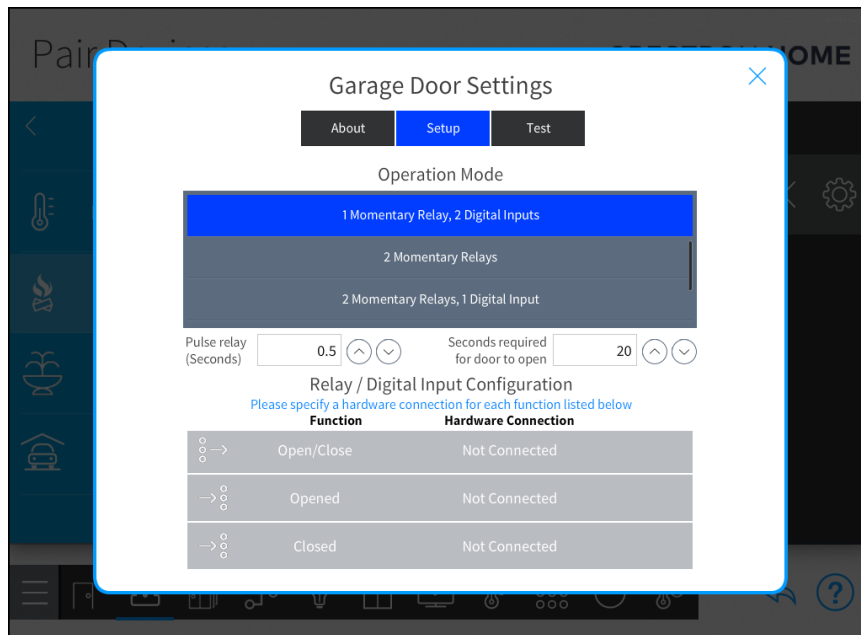 Pair
OME
Garage Door Settings
About Setup Test
Operation Mode
1 Momentary Relay, 2 Digital Inputs
2 Momentary Relays
2 Momentary Relays, 1 Digital Input
Pulse relay
(Seconds)
0.5
Seconds required
for door to open
20
Relay / Digital Input Configuration
Please specify a hardware connection for each function listed below
Function Hardware Connection
Open/Close Not Connected
Opened Not Connected
Closed Not Connected
?